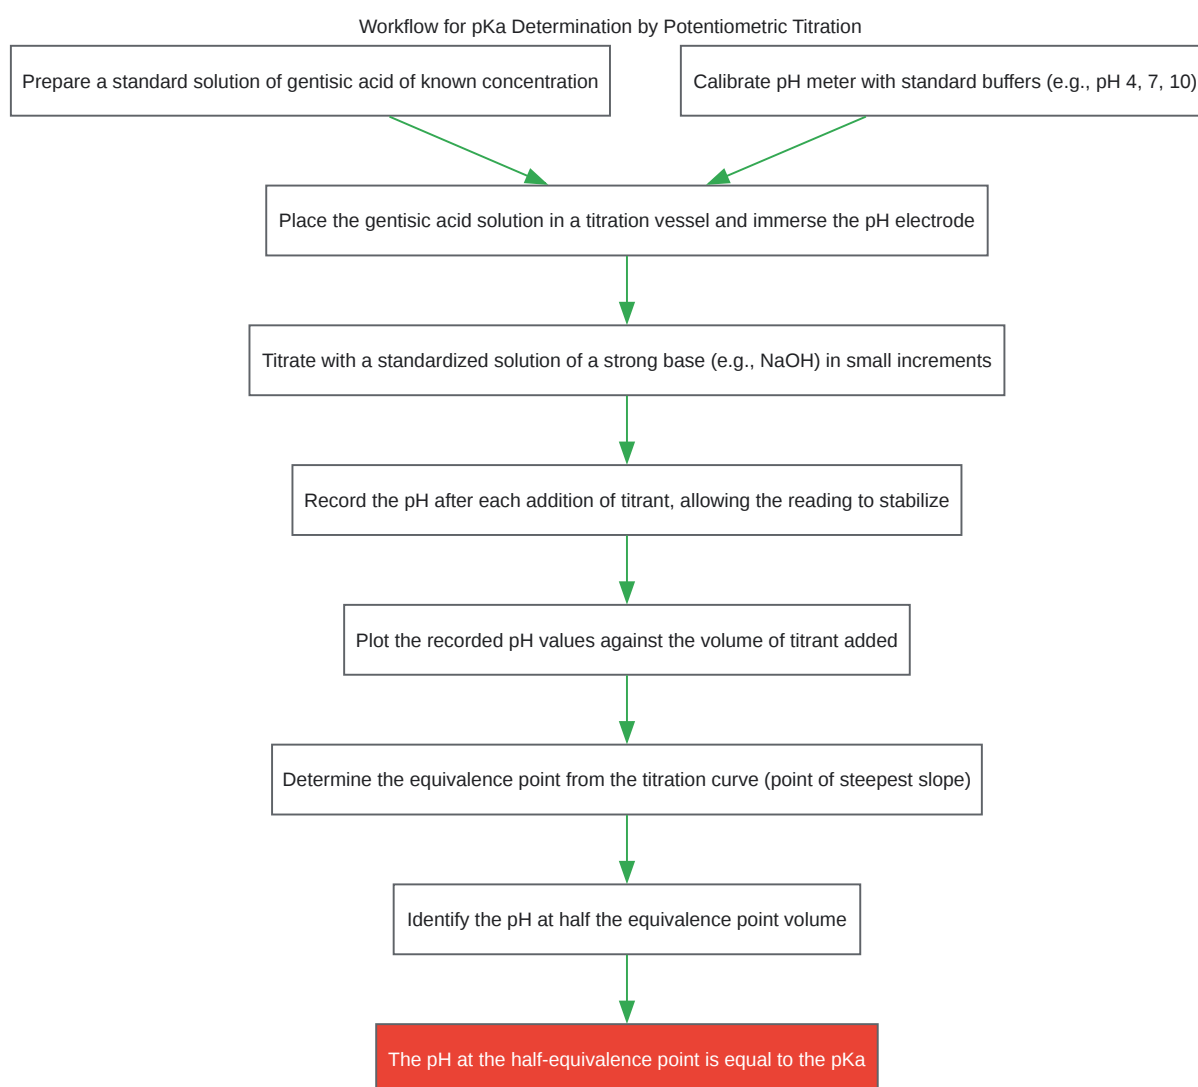 Workflow for pKa Determination by Potentiometric Titration
Prepare a standard solution of gentisic acid of known concentration
Calibrate pH meter with standard buffers (e.g., pH 4, 7, 10)
Place the gentisic acid solution in a titration vessel and immerse the pH electrode
Titrate with a standardized solution of a strong base (e.g., NaOH) in small increments
Record the pH after each addition of titrant, allowing the reading to stabilize
Plot the recorded pH values against the volume of titrant added
Determine the equivalence point from the titration curve (point of steepest slope)
Identify the pH at half the equivalence point volume
The pH at the half-equivalence point is equal to the pKa